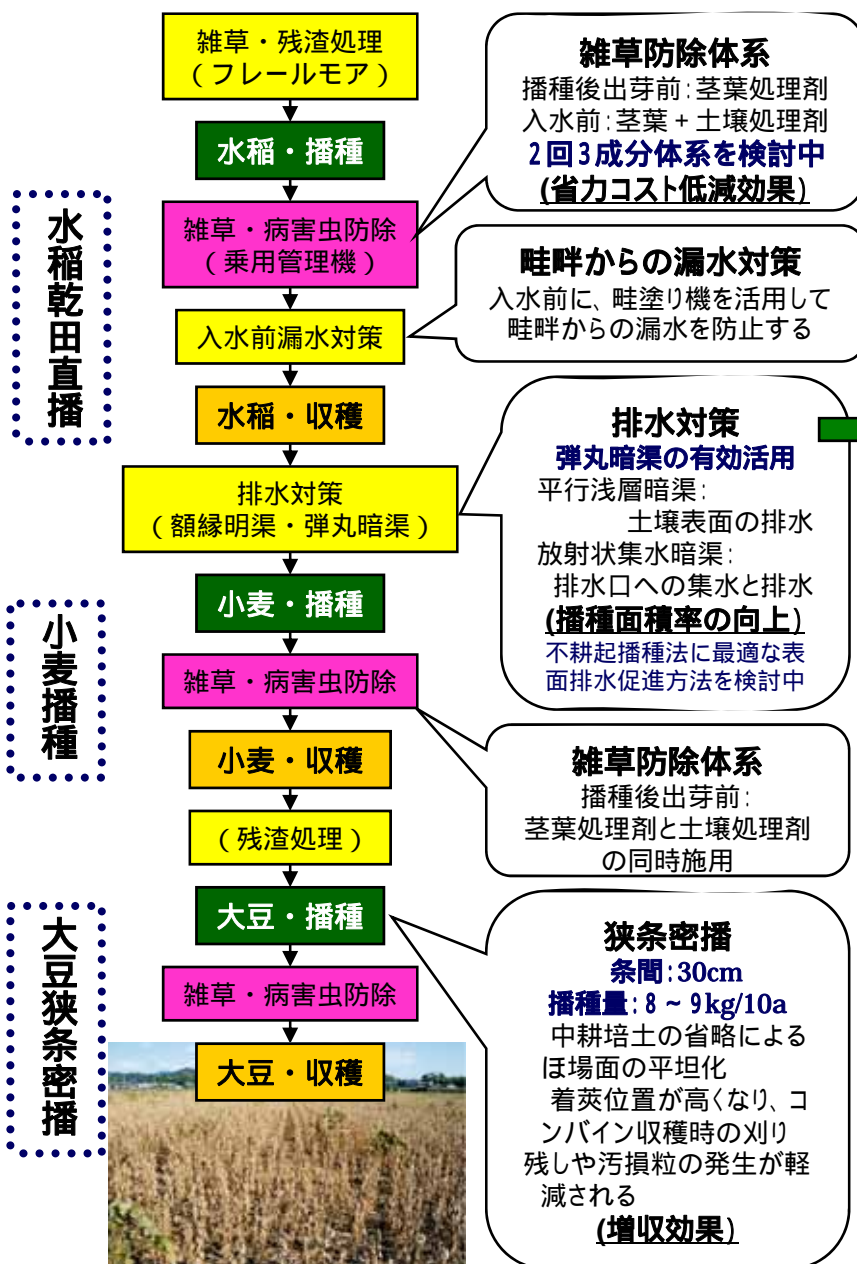 雑草・残渣処理
(フレールモア)
水稲・播種
雑草・病害虫防除
(乗用管理機)
入水前漏水対策
水稲・収穫
排水対策
(額縁明渠・弾丸暗渠)
小麦・播種
雑草・病害虫防除
小麦・収穫
(残渣処理)
大豆・播種
雑草・病害虫防除
大豆・収穫
水稲乾田直播
小麦播種
大豆狭条密播
雑草防除体系
播種後出芽前:茎葉処理剤
入水前:茎葉+土壌処理剤
2回3成分体系を検討中
(省力コスト低減効果)
畦畔からの漏水対策
入水前に、畦塗り機を活用して
畦畔からの漏水を防止する
排水対策
弾丸暗渠の有効活用
平行浅層暗渠:
土壌表面の排水
放射状集水暗渠:
排水口への集水と排水
(播種面積率の向上)
不耕起播種法に最適な表
面排水促進方法を検討中
雑草防除体系
播種後出芽前:
茎葉処理剤と土壌処理剤
の同時施用
狭条密播
条間:30cm
播種量:8~9kg/10a
中耕培土の省略による
ほ場面の平坦化
着莢位置が高くなり、コ
ンバイン収穫時の刈り
残しや汚損粒の発生が軽
減される
(増収効果)